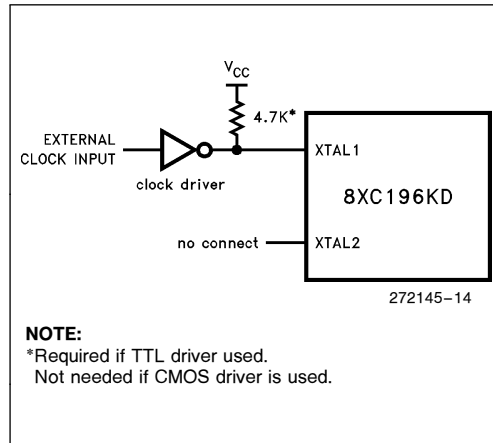 VCC
4.7K*
EXTERNAL
CLOCK INPUT
clock driver
XTAL1
8XC196KD
no connect
XTAL2
272145–14
NOTE:
*Required if TTL driver used.
Not needed if CMOS driver is used.